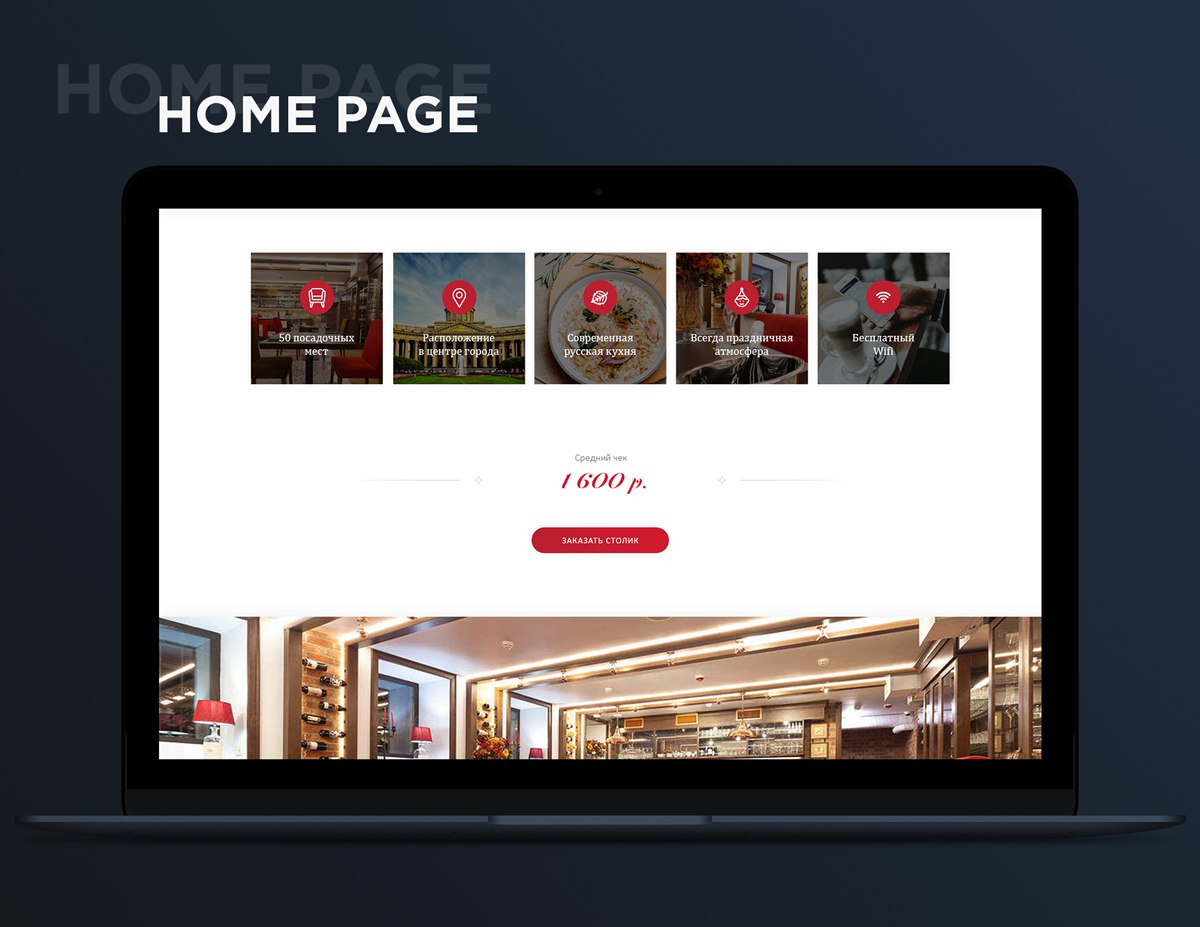 HOME PAGE
HOME PAGE
50 посадочных
мест
Расположение
в центре города
Современная
русская кухня
Всегда праздничная
атмосфера
Бесплатный
Wifi
Средний чек
1 600 р.
ЗАКАЗАТЬ СТОЛИК